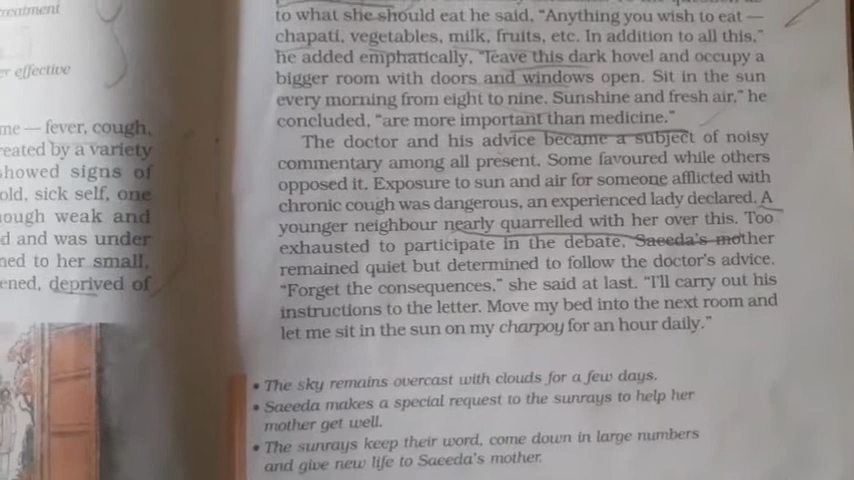 treatment
er effective
me — fever, cough,
reated by a variety
showed signs of
old, sick self, one
ough weak and
d and was under
ned to her small,
ened, deprived of
to what she should eat he said, "Anything you wish to eat —
chapati, vegetables, milk, fruits, etc. In addition to all this,"
he added emphatically, "leave this dark hovel and occupy a
bigger room with doors and windows open. Sit in the sun
every morning from eight to nine. Sunshine and fresh air," he
concluded, "are more important than medicine."
The doctor and his advice became a subject of noisy
commentary among all present. Some favoured while others
opposed it. Exposure to sun and air for someone afflicted with
chronic cough was dangerous, an experienced lady declared. A
younger neighbour nearly quarrelled with her over this. Too
exhausted to participate in the debate, Saeeda's mother
remained quiet but determined to follow the doctor's advice.
"Forget the consequences," she said at last. "I'll carry out his
instructions to the letter. Move my bed into the next room and
let me sit in the sun on my charpoy for an hour daily."
• The sky remains overcast with clouds for a few days.
• Saeeda makes a special request to the sunrays to help her
mother get well.
• The sunrays keep their word, come down in large numbers
and give new life to Saeeda's mother.